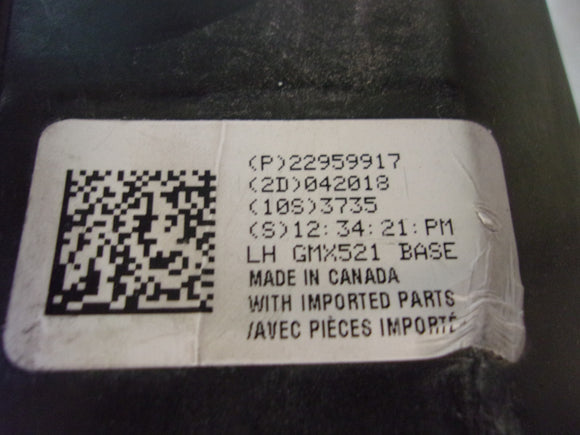 (P)22959917
(2D)042018
(10S)3735
(S)12:34:21:PM
LH GMX521 BASE
MADE IN CANADA
WITH IMPORTED PARTS
/AVEC PIÈCES IMPORTÉ